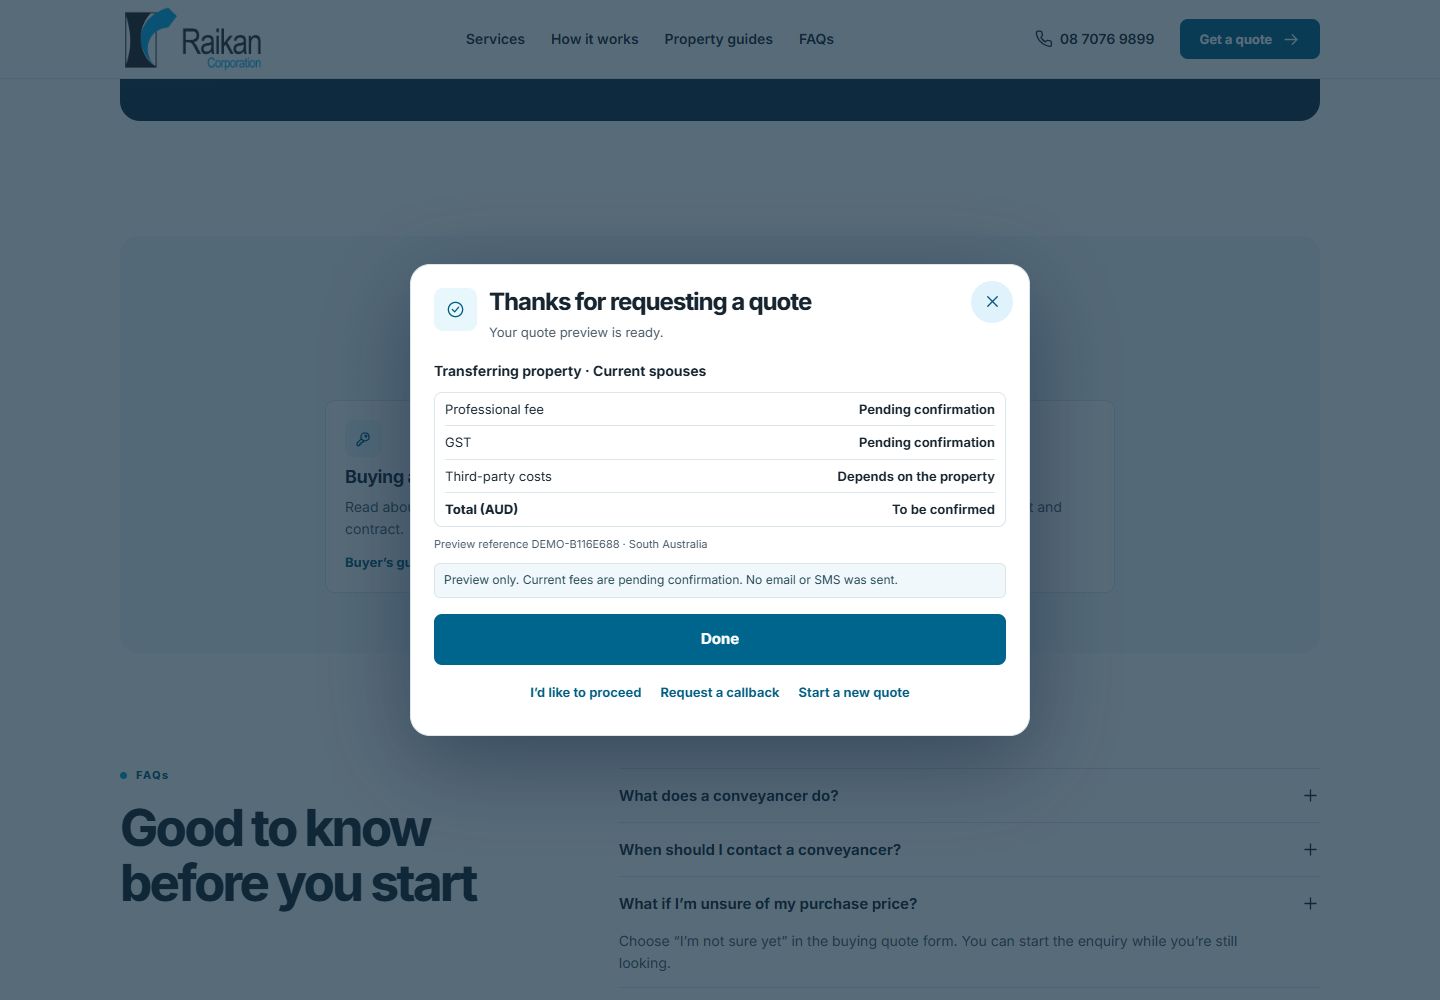 Raikan
Corporation
Services
How it works
Property guides
FAQs
08 7076 9899
Get a quote
Thanks for requesting a quote
Your quote preview is ready.
Transferring property · Current spouses
Professional fee Pending confirmation
GST Pending confirmation
Third-party costs Depends on the property
Total (AUD) To be confirmed
Preview reference DEMO-B116E688 · South Australia
Preview only. Current fees are pending confirmation. No email or SMS was sent.
Done
I’d like to proceed
Request a callback
Start a new quote
Buying
Read abou
contract.
Buyer’s gu
t and
FAQs
Good to know
before you start
What does a conveyancer do?
When should I contact a conveyancer?
What if I’m unsure of my purchase price?
Choose “I’m not sure yet” in the buying quote form. You can start the enquiry while you’re still
looking.